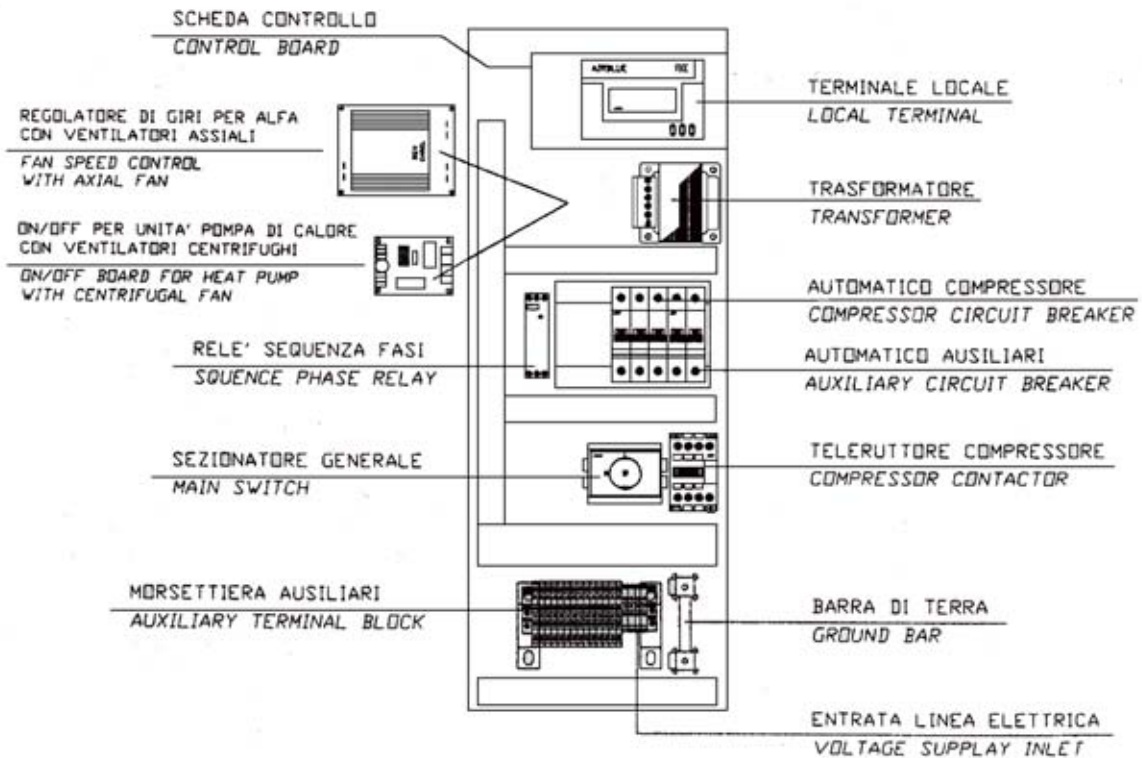 SCHEDA CONTROLLO
CONTROL BOARD
REGOLATORE DI GIRI PER ALFA
CON VENTILATORI ASSIALI
FAN SPEED CONTROL
WITH AXIAL FAN
ON/OFF PER UNITA' POMPA DI CALORE
CON VENTILATORI CENTRIFUGHI
ON/OFF BOARD FOR HEAT PUMP
WITH CENTRIFUGAL FAN
RELE' SEQUENZA FASI
SQUENCE PHASE RELAY
SEZIONATORE GENERALE
MAIN SWITCH
MORSETTIERA AUSILIARI
AUXILIARY TERMINAL BLOCK
TERMINALE LOCALE
LOCAL TERMINAL
TRASFORMATORE
TRANSFORMER
AUTOMATICO COMPRESSORE
COMPRESSOR CIRCUIT BREAKER
AUTOMATICO AUSILIARI
AUXILIARY CIRCUIT BREAKER
TELERUTTORE COMPRESSORE
COMPRESSOR CONTACTOR
BARRA DI TERRA
GROUND BAR
ENTRATA LINEA ELETTRICA
VOLTAGE SUPPLAY INLET